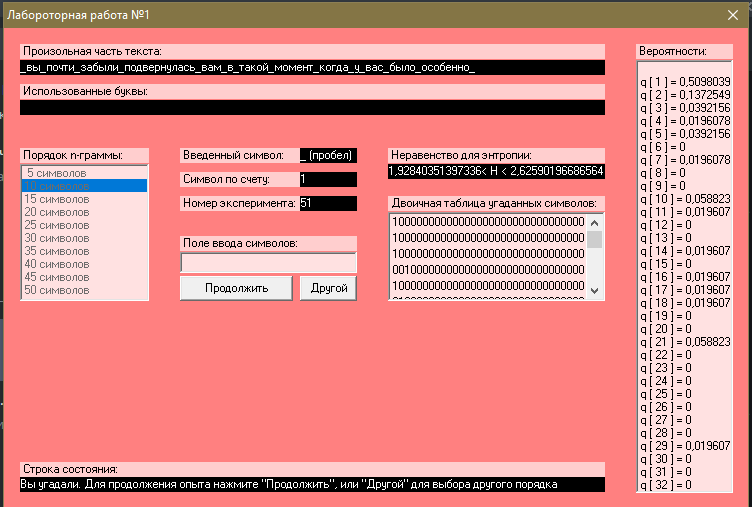 Лабороторная работа №1
Произольная часть текста:
_вы_почти_забыли_подвернулась_вам_в_такой_момент_когда_у_вас_было_особенно_
Использованные буквы:
Порядок n-граммы:
5 символов
10 символов
15 символов
20 символов
25 символов
30 символов
35 символов
40 символов
45 символов
50 символов
Введенный символ: _ (пробел)
Символ по счету: 1
Номер эксперимента: 51
Поле ввода символов:
Продолжить
Другой
Неравенство для энтропии:
1,92840351397336< H < 2,62590196686564
Двоичная таблица угаданных символов:
10000000000000000000000000000000
10000000000000000000000000000000
10000000000000000000000000000000
00100000000000000000000000000000
10000000000000000000000000000000
Вероятности:
q [ 1 ] = 0,5098039
q [ 2 ] = 0,1372549
q [ 3 ] = 0,0392156
q [ 4 ] = 0,0196078
q [ 5 ] = 0,0392156
q [ 6 ] = 0
q [ 7 ] = 0,0196078
q [ 8 ] = 0
q [ 9 ] = 0
q [ 10 ] = 0,058823
q [ 11 ] = 0,019607
q [ 12 ] = 0
q [ 13 ] = 0
q [ 14 ] = 0,019607
q [ 15 ] = 0
q [ 16 ] = 0,019607
q [ 17 ] = 0,019607
q [ 18 ] = 0,019607
q [ 19 ] = 0
q [ 20 ] = 0
q [ 21 ] = 0,058823
q [ 22 ] = 0
q [ 23 ] = 0
q [ 24 ] = 0
q [ 25 ] = 0
q [ 26 ] = 0
q [ 27 ] = 0
q [ 28 ] = 0
q [ 29 ] = 0,019607
q [ 30 ] = 0
q [ 31 ] = 0
q [ 32 ] = 0
Строка состояния:
Вы угадали. Для продолжения опыта нажмите "Продолжить", или "Другой" для выбора другого порядка